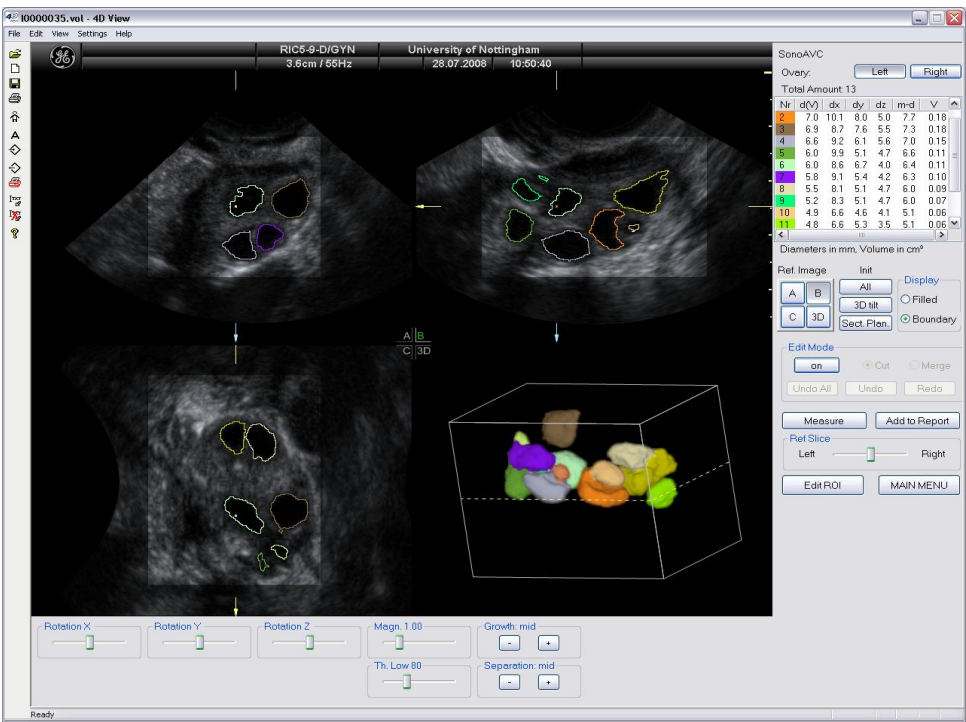 I0000035.vol - 4D View
File Edit View Settings Help
RIC5-9-D/GYN University of Nottingham
3.6cm / 55Hz 28.07.2008 10:50:40
SonoAVC
Ovary: Left Right
Total Amount: 13
Nr d(V) dx dy dz m-d V
2 7.0 10.1 8.0 5.0 7.7 0.18
3 6.9 8.7 7.6 5.5 7.3 0.18
4 6.6 9.2 6.1 5.6 7.0 0.15
5 6.0 9.9 5.1 4.7 6.6 0.11
6 6.0 8.6 6.7 4.0 6.4 0.11
7 5.8 9.1 5.4 4.2 6.3 0.10
8 5.5 8.1 5.1 4.7 6.0 0.09
9 5.2 8.3 5.1 4.7 6.0 0.07
10 4.9 6.6 4.6 4.1 5.1 0.06
11 4.8 6.6 5.3 3.5 5.1 0.06
Diameters in mm, Volume in cm³
Ref. Image Init Display
A B All
Filled
C 3D 3D tilt
Sect. Plan. Boundary
A B
C 3D
Edit Mode
on Cut Merge
Undo All Undo Redo
Measure Add to Report
Ref Slice
Left Right
Edit ROI MAIN MENU
Rotation X Rotation Y Rotation Z Magn. 1.00 Growth: mid
- +
Th. Low 80 Separation: mid
- +
Ready